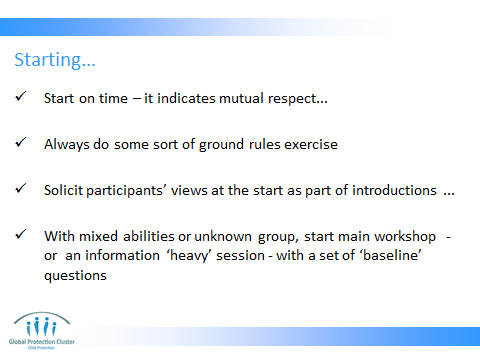 Starting...
✓ Start on time – it indicates mutual respect...
✓ Always do some sort of ground rules exercise
✓ Solicit participants’ views at the start as part of introductions ...
✓ With mixed abilities or unknown group, start main workshop -
or an information ‘heavy’ session - with a set of ‘baseline’
questions
Global Protection Cluster
Child Protection